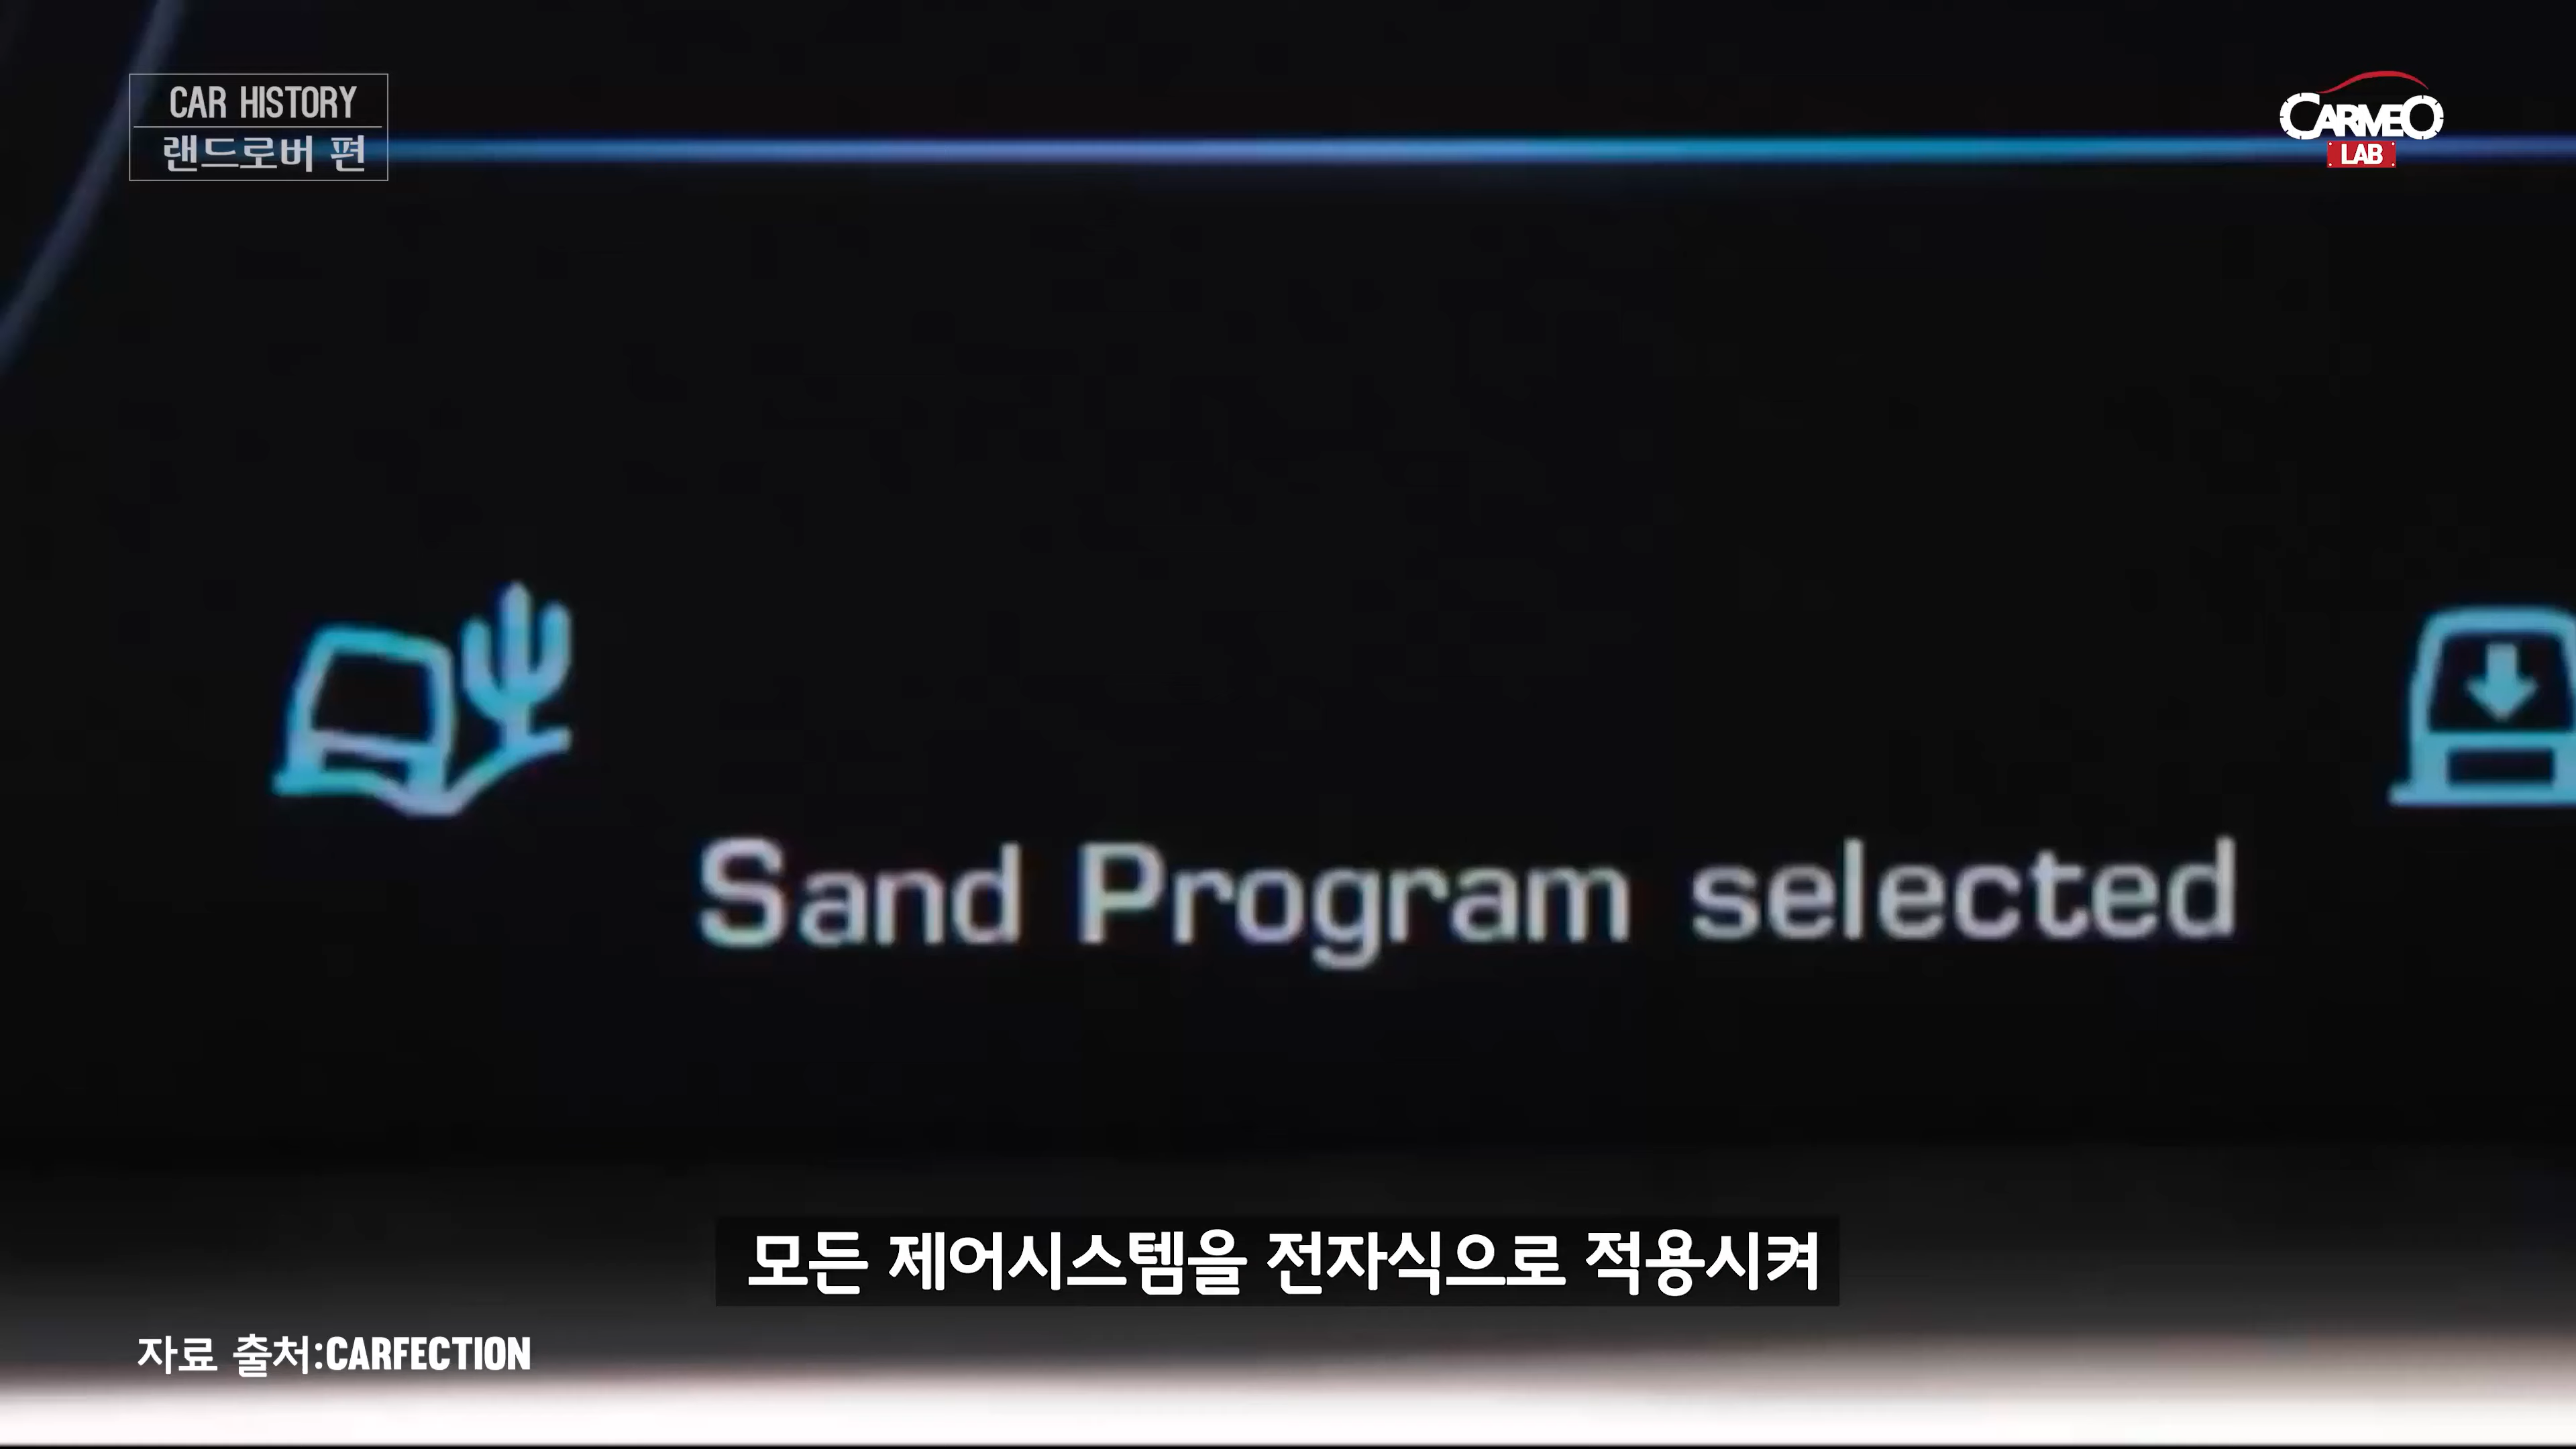 CAR HISTORY
랜드로버 편
CARMEO
LAB
Sand Program selected
모든 제어시스템을 전자식으로 적용시켜
자료 출처:CARFECTION